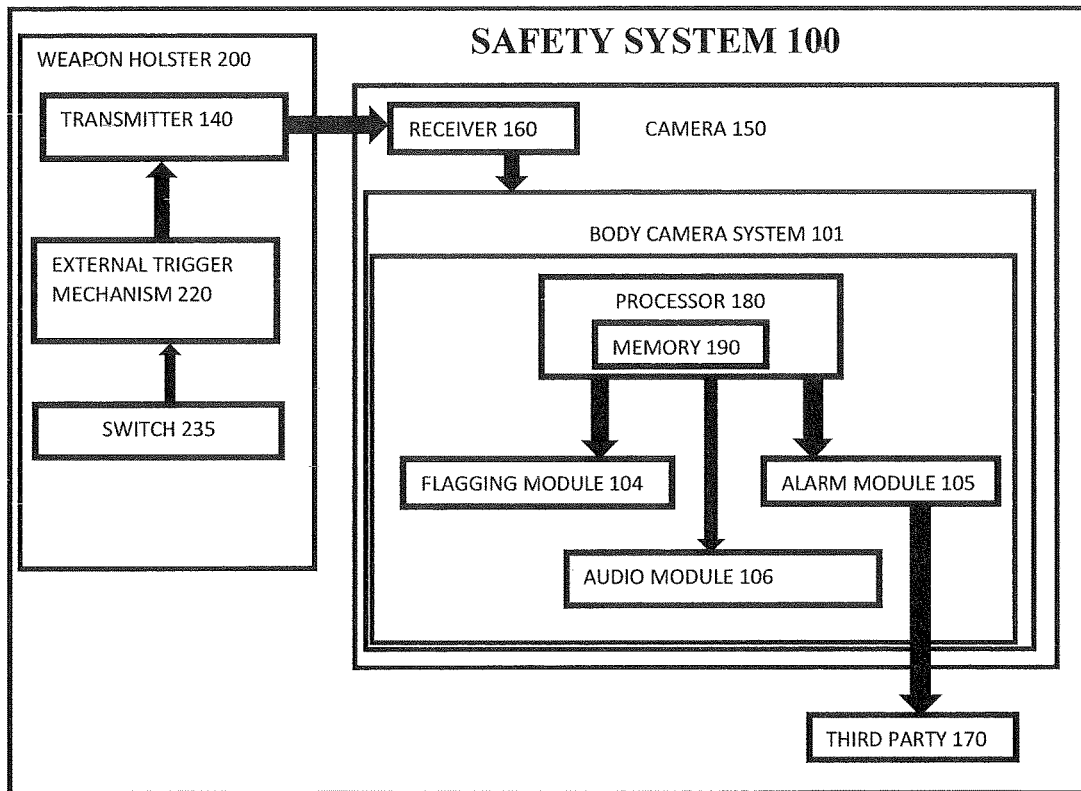 SAFETY SYSTEM 100
WEAPON HOLSTER 200
TRANSMITTER 140
EXTERNAL TRIGGER
MECHANISM 220
SWITCH 235
RECEIVER 160
CAMERA 150
BODY CAMERA SYSTEM 101
PROCESSOR 180
MEMORY 190
FLAGGING MODULE 104
ALARM MODULE 105
AUDIO MODULE 106
THIRD PARTY 170